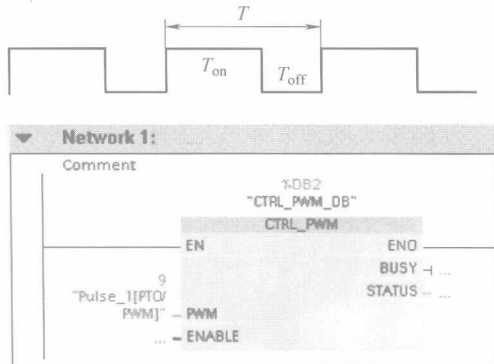 T
Ton
Toff
Network 1:
Comment
%DB2
"CTRL_PWM_DB"
CTRL_PWM
EN ENO
BUSY ...
9 STATUS ...
"Pulse_1[PTO/
PWM]" PWM
... ENABLE